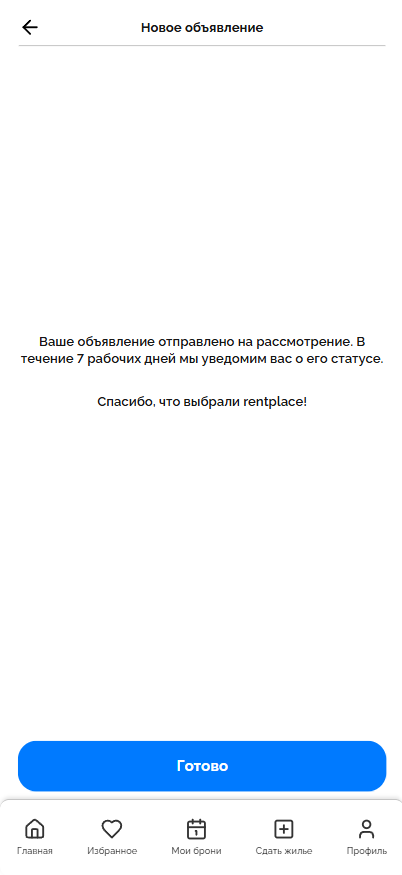 Новое объявление
Ваше объявление отправлено на рассмотрение. В
течение 7 рабочих дней мы уведомим вас о его статусе.
Спасибо, что выбрали rentplace!
Готово
1
Главная
Избранное
Мои брони
Сдать жилье
Профиль